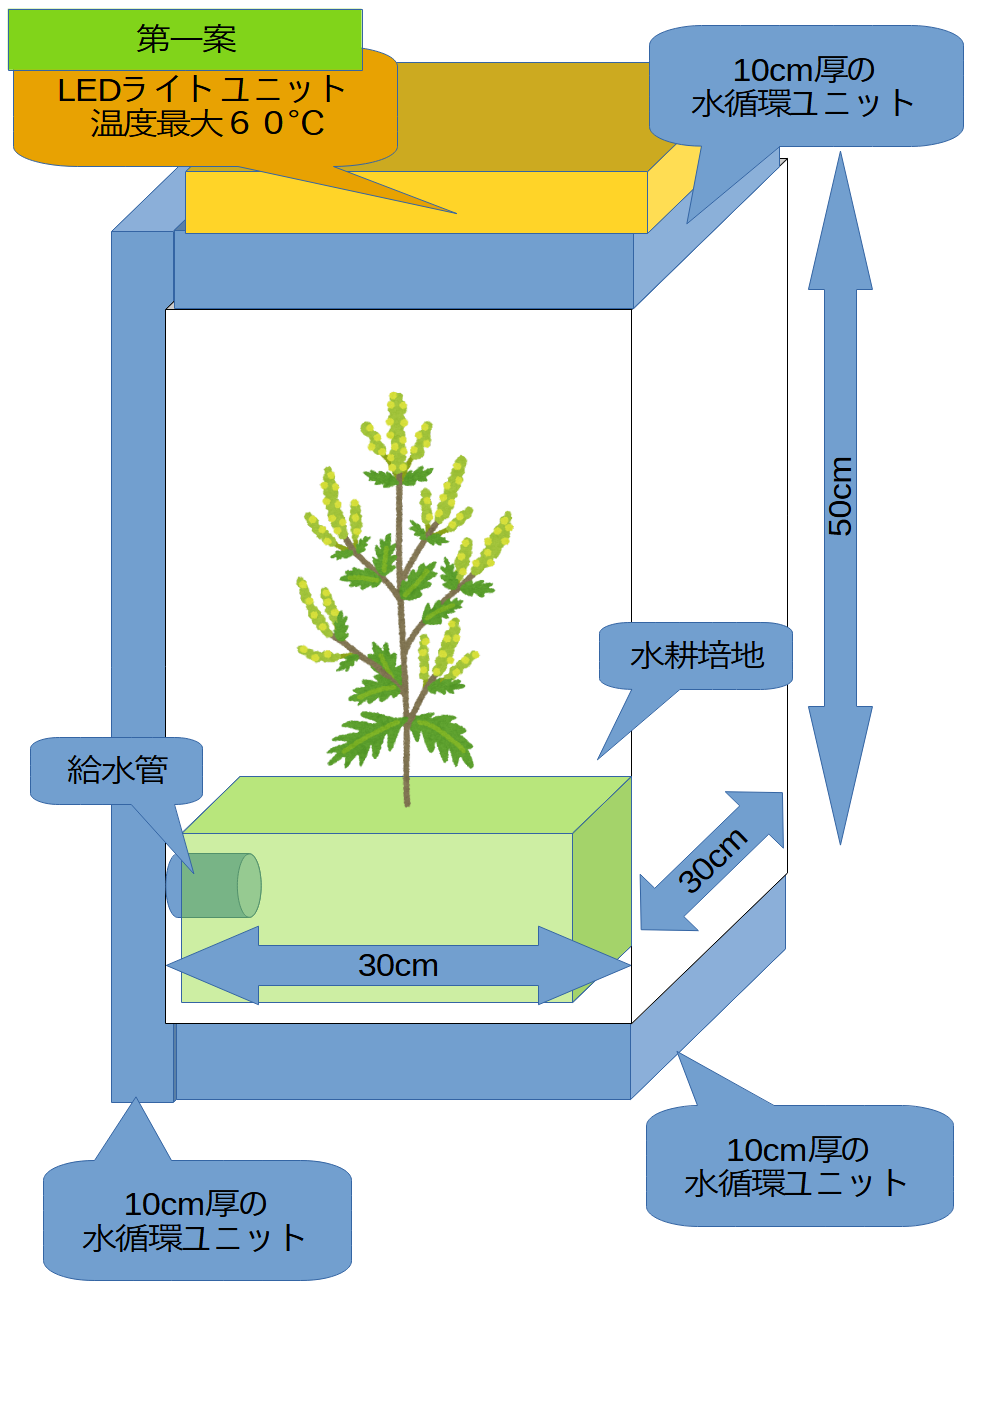 第一案
LEDライトユニット
温度最大６０℃
10cm厚の
水循環ユニット
50cm
水耕培地
給水管
30cm
30cm
10cm厚の
水循環ユニット
10cm厚の
水循環ユニット